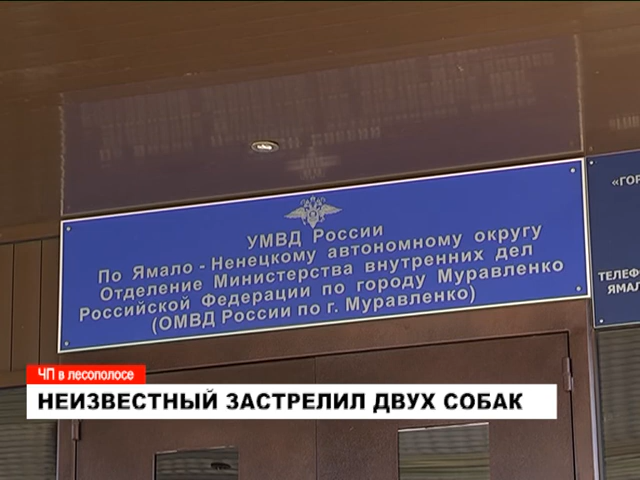 УМВД России
По Ямало - Ненецкому автономному округу
Отделение Министерства внутренних дел
Российской Федерации по городу Муравленко
(ОМВД России по г. Муравленко)
«ГОР
ТЕЛЕФ
ЯМАЛ
ЧП в лесополосе
НЕИЗВЕСТНЫЙ ЗАСТРЕЛИЛ ДВУХ СОБАК